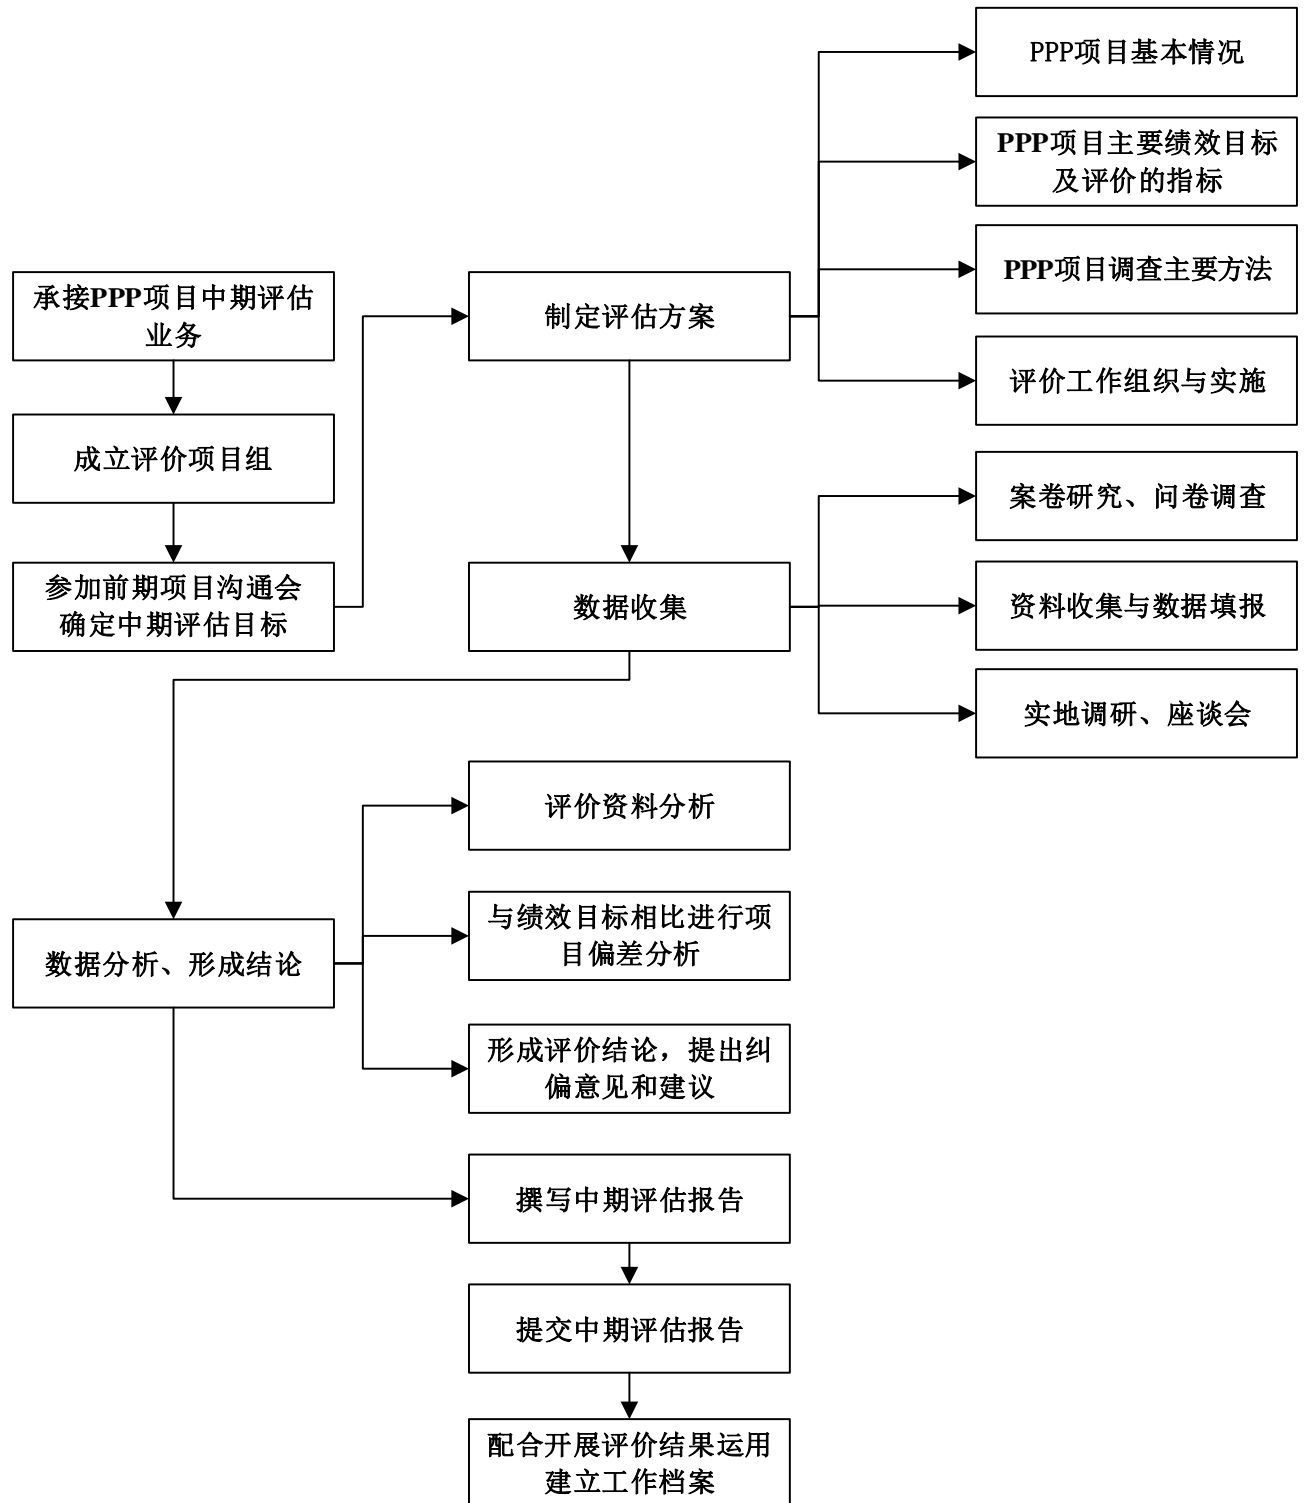 PPP项目基本情况
PPP项目主要绩效目标
及评价的指标
PPP项目调查主要方法
承接PPP项目中期评估
业务
制定评估方案
评价工作组织与实施
成立评价项目组
案卷研究、问卷调查
参加前期项目沟通会
确定中期评估目标
数据收集
资料收集与数据填报
实地调研、座谈会
评价资料分析
与绩效目标相比进行项
目偏差分析
数据分析、形成结论
形成评价结论，提出纠
偏意见和建议
撰写中期评估报告
提交中期评估报告
配合开展评价结果运用
建立工作档案